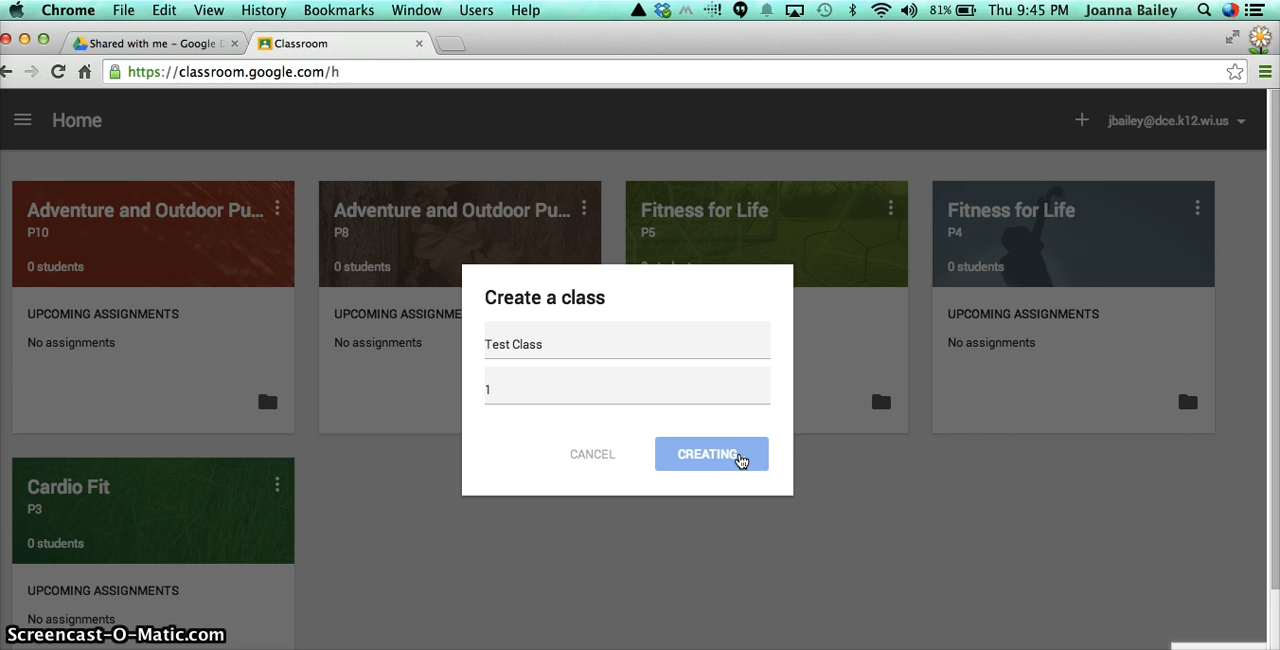 Chrome File Edit View History Bookmarks Window Users Help 81% Thu 9:45 PM Joanna Bailey
Shared with me – Google D Classroom
https://classroom.google.com/h
Home jbailey@dce.k12.wi.us
Adventure and Outdoor Pu...
P10
0 students
UPCOMING ASSIGNMENTS
No assignments
Adventure and Outdoor Pu...
P8
0 students
UPCOMING ASSIGNME
No assignments
Fitness for Life
P5
Fitness for Life
P4
0 students
UPCOMING ASSIGNMENTS
No assignments
Create a class
Test Class
1
CANCEL CREATING
Cardio Fit
P3
0 students
UPCOMING ASSIGNMENTS
No assignments
Screencast-O-Matic.com